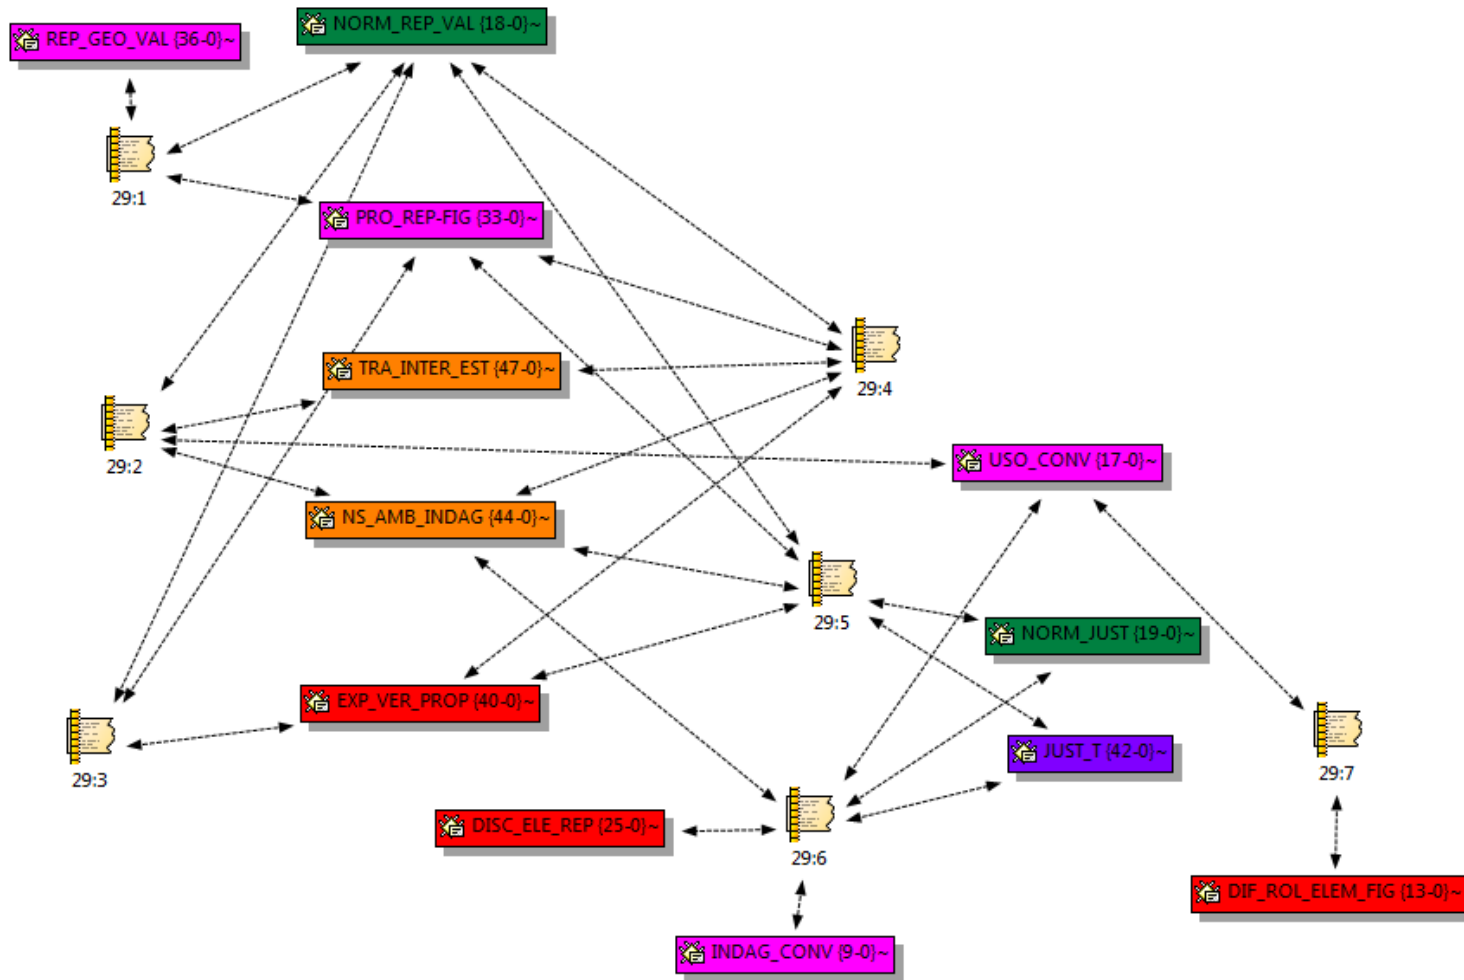 NORM_REP_VAL {18-0}~
REP_GEO_VAL {36-0}~
29:1
PRO_REP-FIG {33-0}~
TRA_INTER_EST {47-0}~
29:4
29:2
USO_CONV {17-0}~
NS_AMB_INDAG {44-0}~
29:5
NORM_JUST {19-0}~
EXP_VER_PROP {40-0}~
JUST_T {42-0}~
29:3
29:7
DISC_ELE_REP {25-0}~
29:6
DIF_ROL_ELEM_FIG {13-0}~
INDAG_CONV {9-0}~